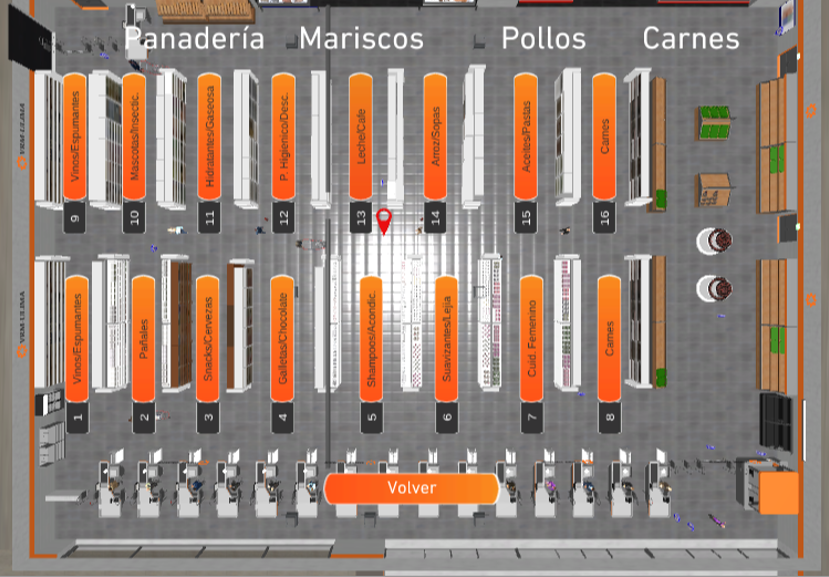 Panadería Mariscos Pollos Carnes
Vinos/Espumantes
9
Mascotas/Insectic.
10
Hidratantes/Gaseosa
11
P. Higienico/Desc.
12
Leche/Cafe
13
Arroz/Sopas
14
Aceites/Pastas
15
Carnes
16
Vinos/Espumantes
1
Pañales
2
Snacks/Cervezas
3
Galletas/Chocolate
4
Shampoos/Acondic.
5
Suavizantes/Lejia
6
Cuid. Femenino
7
Carnes
8
Volver